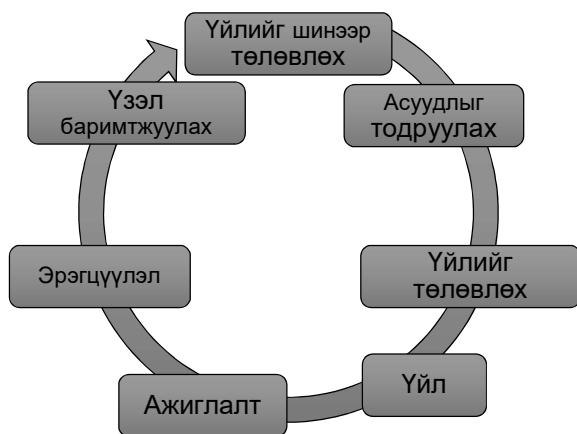 Үйлийг шинээр
төлөвлөх
Асуудлыг
тодруулах
Үйлийг
төлөвлөх
Үйл
Ажиглалт
Эрэгцүүлэл
Үзэл
баримтжуулах